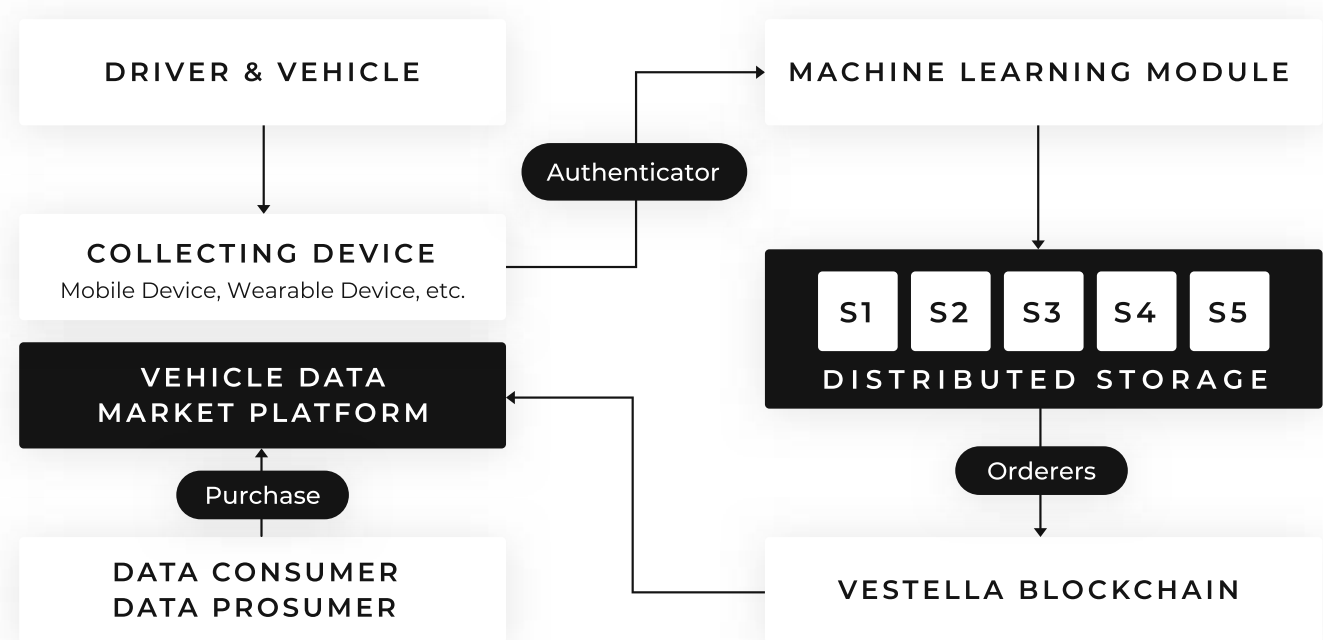 DRIVER & VEHICLE
COLLECTING DEVICE
Mobile Device, Wearable Device, etc.
Authenticator
MACHINE LEARNING MODULE
S1 S2 S3 S4 S5
DISTRIBUTED STORAGE
Orderers
VESTELLA BLOCKCHAIN
VEHICLE DATA
MARKET PLATFORM
Purchase
DATA CONSUMER
DATA PROSUMER